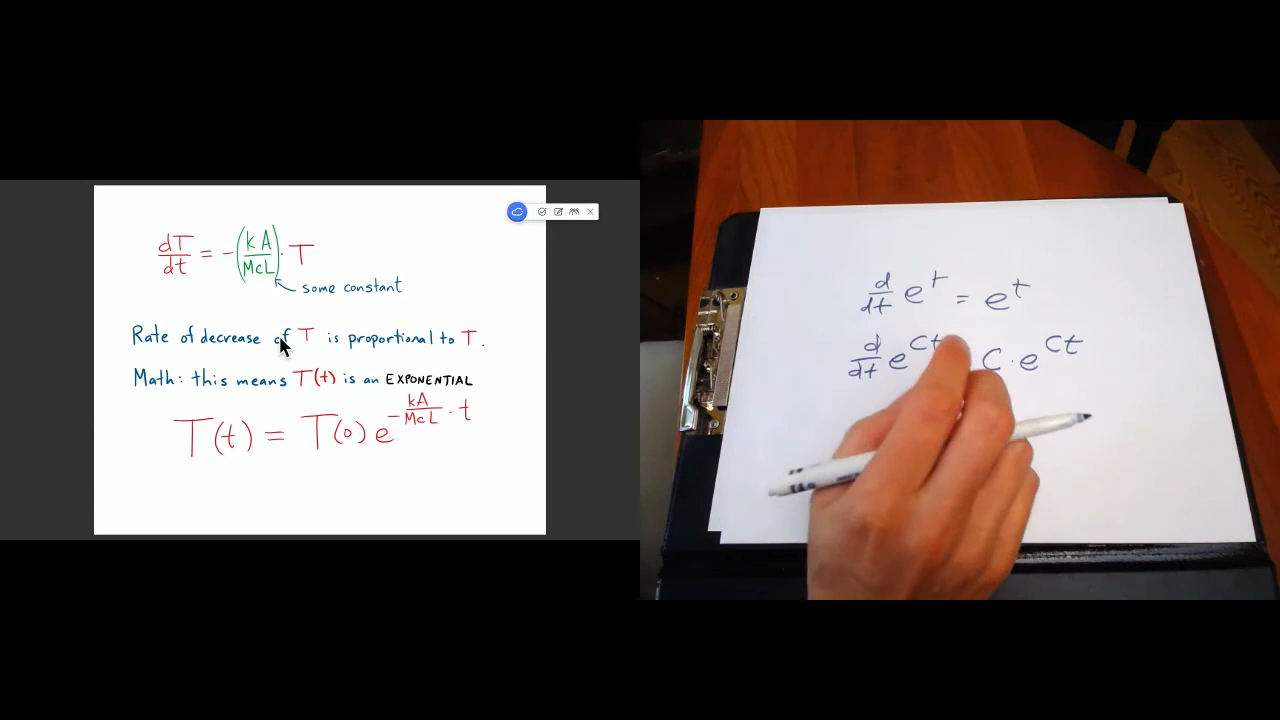 dT/dt = -(kA/McL) · T
some constant
Rate of decrease of T is proportional to T.
Math: this means T(t) is an EXPONENTIAL
T(t) = T(0) e^(-kA/McL · t)
d/dt e^t = e^t
d/dt e^(Ct) C · e^(Ct)